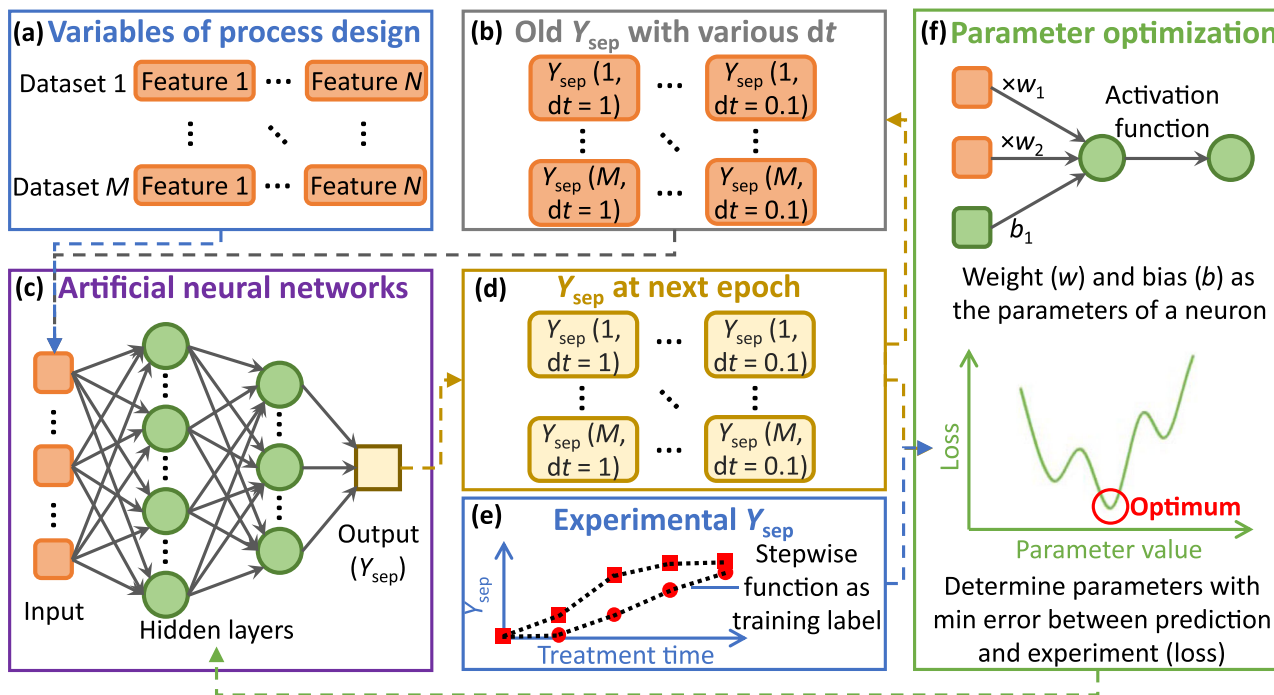 (a) Variables of process design
Dataset 1 Feature 1 ··· Feature N
Dataset M Feature 1 ··· Feature N
(b) Old Ysep with various dt
Ysep (1, dt = 1) ··· Ysep (1, dt = 0.1)
Ysep (M, dt = 1) ··· Ysep (M, dt = 0.1)
(c) Artificial neural networks
Input
Hidden layers
Output
(Ysep)
(d) Ysep at next epoch
Ysep (1, dt = 1) ··· Ysep (1, dt = 0.1)
Ysep (M, dt = 1) ··· Ysep (M, dt = 0.1)
(e) Experimental Ysep
Ysep
Stepwise
function as
training label
Treatment time
(f) Parameter optimization
×w1
×w2
b1
Activation
function
Weight (w) and bias (b) as
the parameters of a neuron
Loss
Optimum
Parameter value
Determine parameters with
min error between prediction
and experiment (loss)